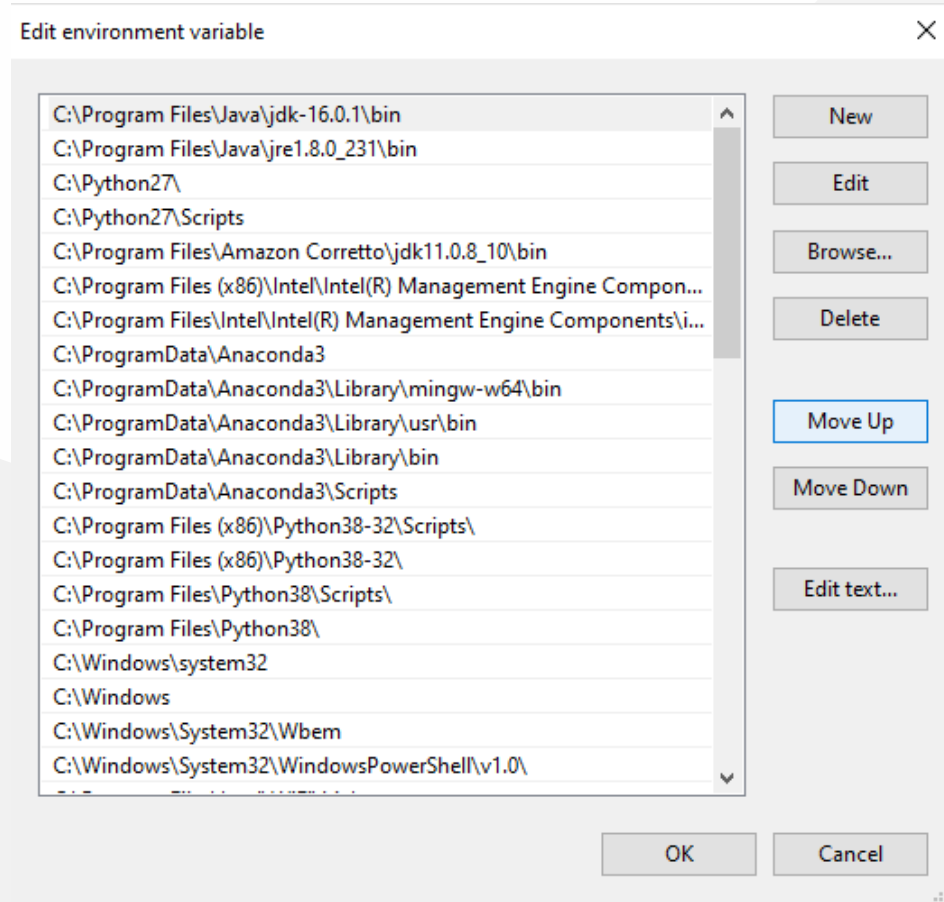 Edit environment variable
C:\Program Files\Java\jdk-16.0.1\bin
C:\Program Files\Java\jre1.8.0_231\bin
C:\Python27\
C:\Python27\Scripts
C:\Program Files\Amazon Corretto\jdk11.0.8_10\bin
C:\Program Files (x86)\Intel\Intel(R) Management Engine Compon...
C:\Program Files\Intel\Intel(R) Management Engine Components\i...
C:\ProgramData\Anaconda3
C:\ProgramData\Anaconda3\Library\mingw-w64\bin
C:\ProgramData\Anaconda3\Library\usr\bin
C:\ProgramData\Anaconda3\Library\bin
C:\ProgramData\Anaconda3\Scripts
C:\Program Files (x86)\Python38-32\Scripts\
C:\Program Files (x86)\Python38-32\
C:\Program Files\Python38\Scripts\
C:\Program Files\Python38\
C:\Windows\system32
C:\Windows
C:\Windows\System32\Wbem
C:\Windows\System32\WindowsPowerShell\v1.0\
New
Edit
Browse...
Delete
Move Up
Move Down
Edit text...
OK
Cancel